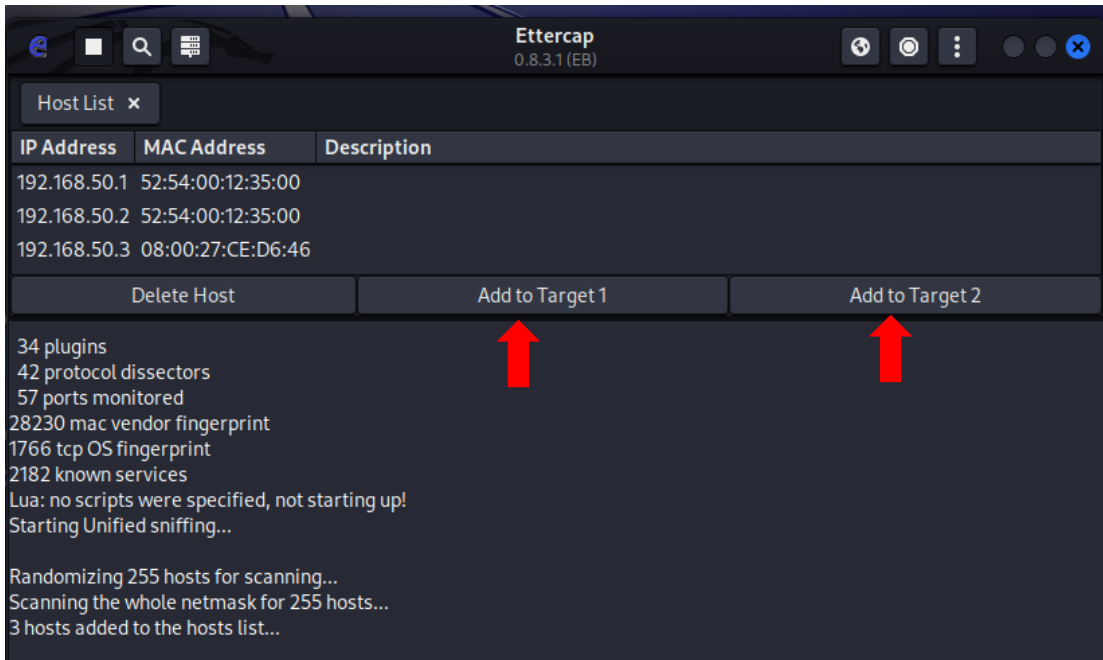 Ettercap
0.8.3.1 (EB)
Host List ×
IP Address MAC Address Description
192.168.50.1 52:54:00:12:35:00
192.168.50.2 52:54:00:12:35:00
192.168.50.3 08:00:27:CE:D6:46
Delete Host Add to Target 1 Add to Target 2
34 plugins
42 protocol dissectors
57 ports monitored
28230 mac vendor fingerprint
1766 tcp OS fingerprint
2182 known services
Lua: no scripts were specified, not starting up!
Starting Unified sniffing...
Randomizing 255 hosts for scanning...
Scanning the whole netmask for 255 hosts...
3 hosts added to the hosts list...